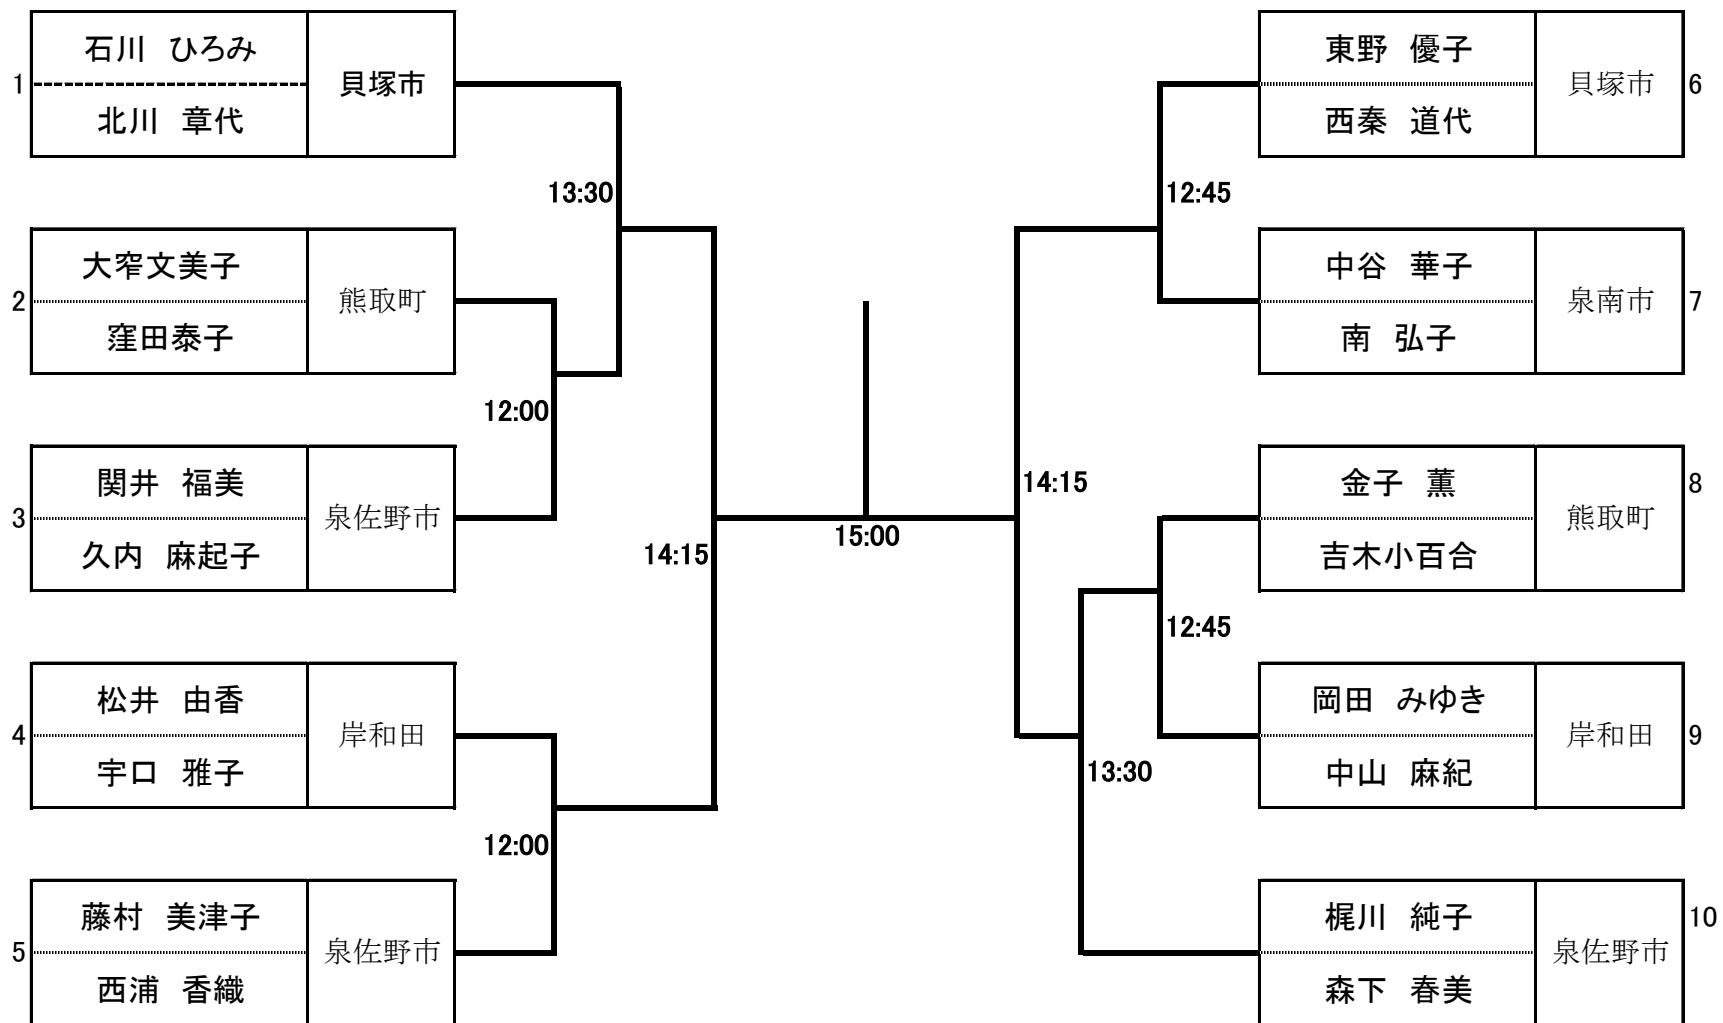 1
石川　ひろみ
北川　章代
貝塚市
2
大窄文美子
窪田泰子
熊取町
3
関井　福美
久内　麻起子
泉佐野市
4
松井　由香
宇口　雅子
岸和田
5
藤村　美津子
西浦　香織
泉佐野市
13:30
12:00
14:15
12:00
15:00
14:15
12:45
12:45
13:30
東野　優子
西秦　道代
貝塚市
6
中谷　華子
南　弘子
泉南市
7
金子　薫
吉木小百合
熊取町
8
岡田　みゆき
中山　麻紀
岸和田
9
梶川　純子
森下　春美
泉佐野市
10